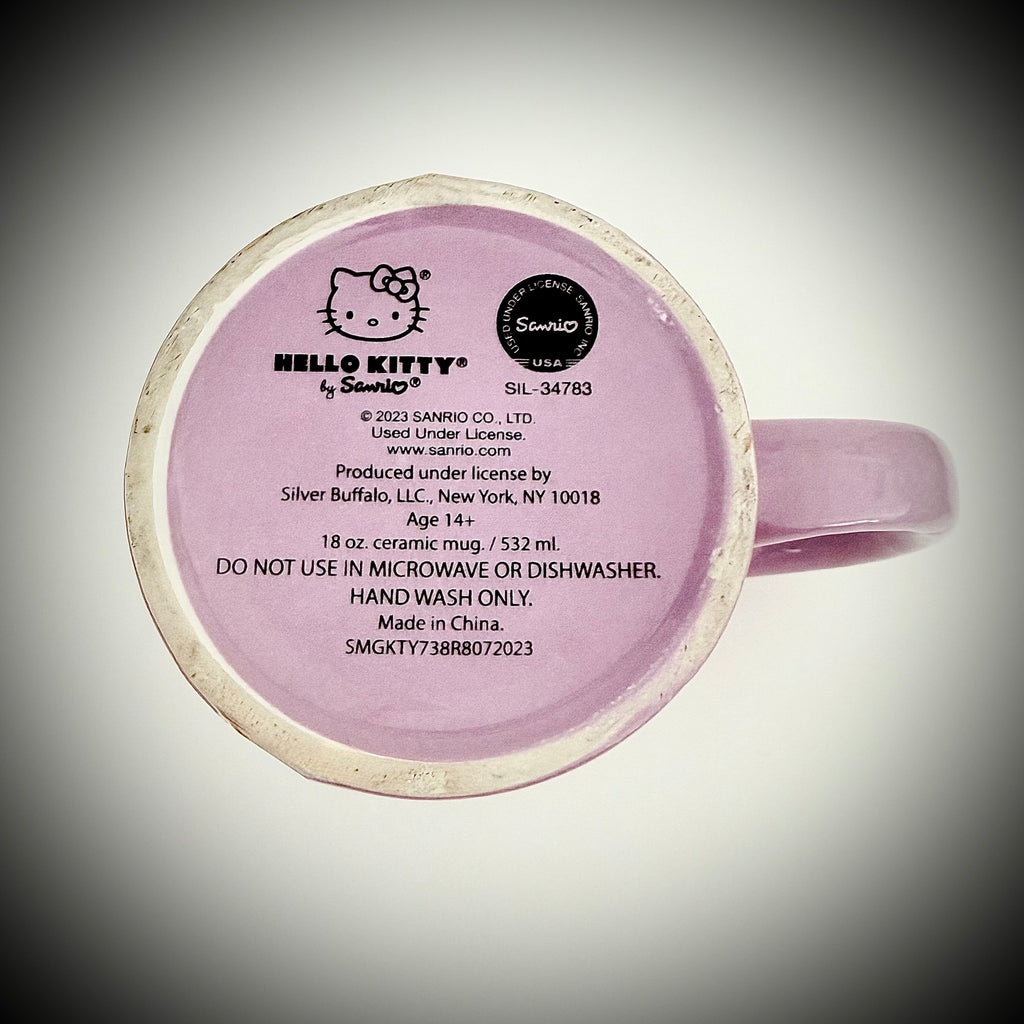 HELLO KITTY®
by Sanrio®
USED UNDER LICENSE SANRIO INC
Sanrio
USA
SIL-34783
© 2023 SANRIO CO., LTD.
Used Under License.
www.sanrio.com
Produced under license by
Silver Buffalo, LLC., New York, NY 10018
Age 14+
18 oz. ceramic mug. / 532 ml.
DO NOT USE IN MICROWAVE OR DISHWASHER.
HAND WASH ONLY.
Made in China.
SMGKTY738R8072023